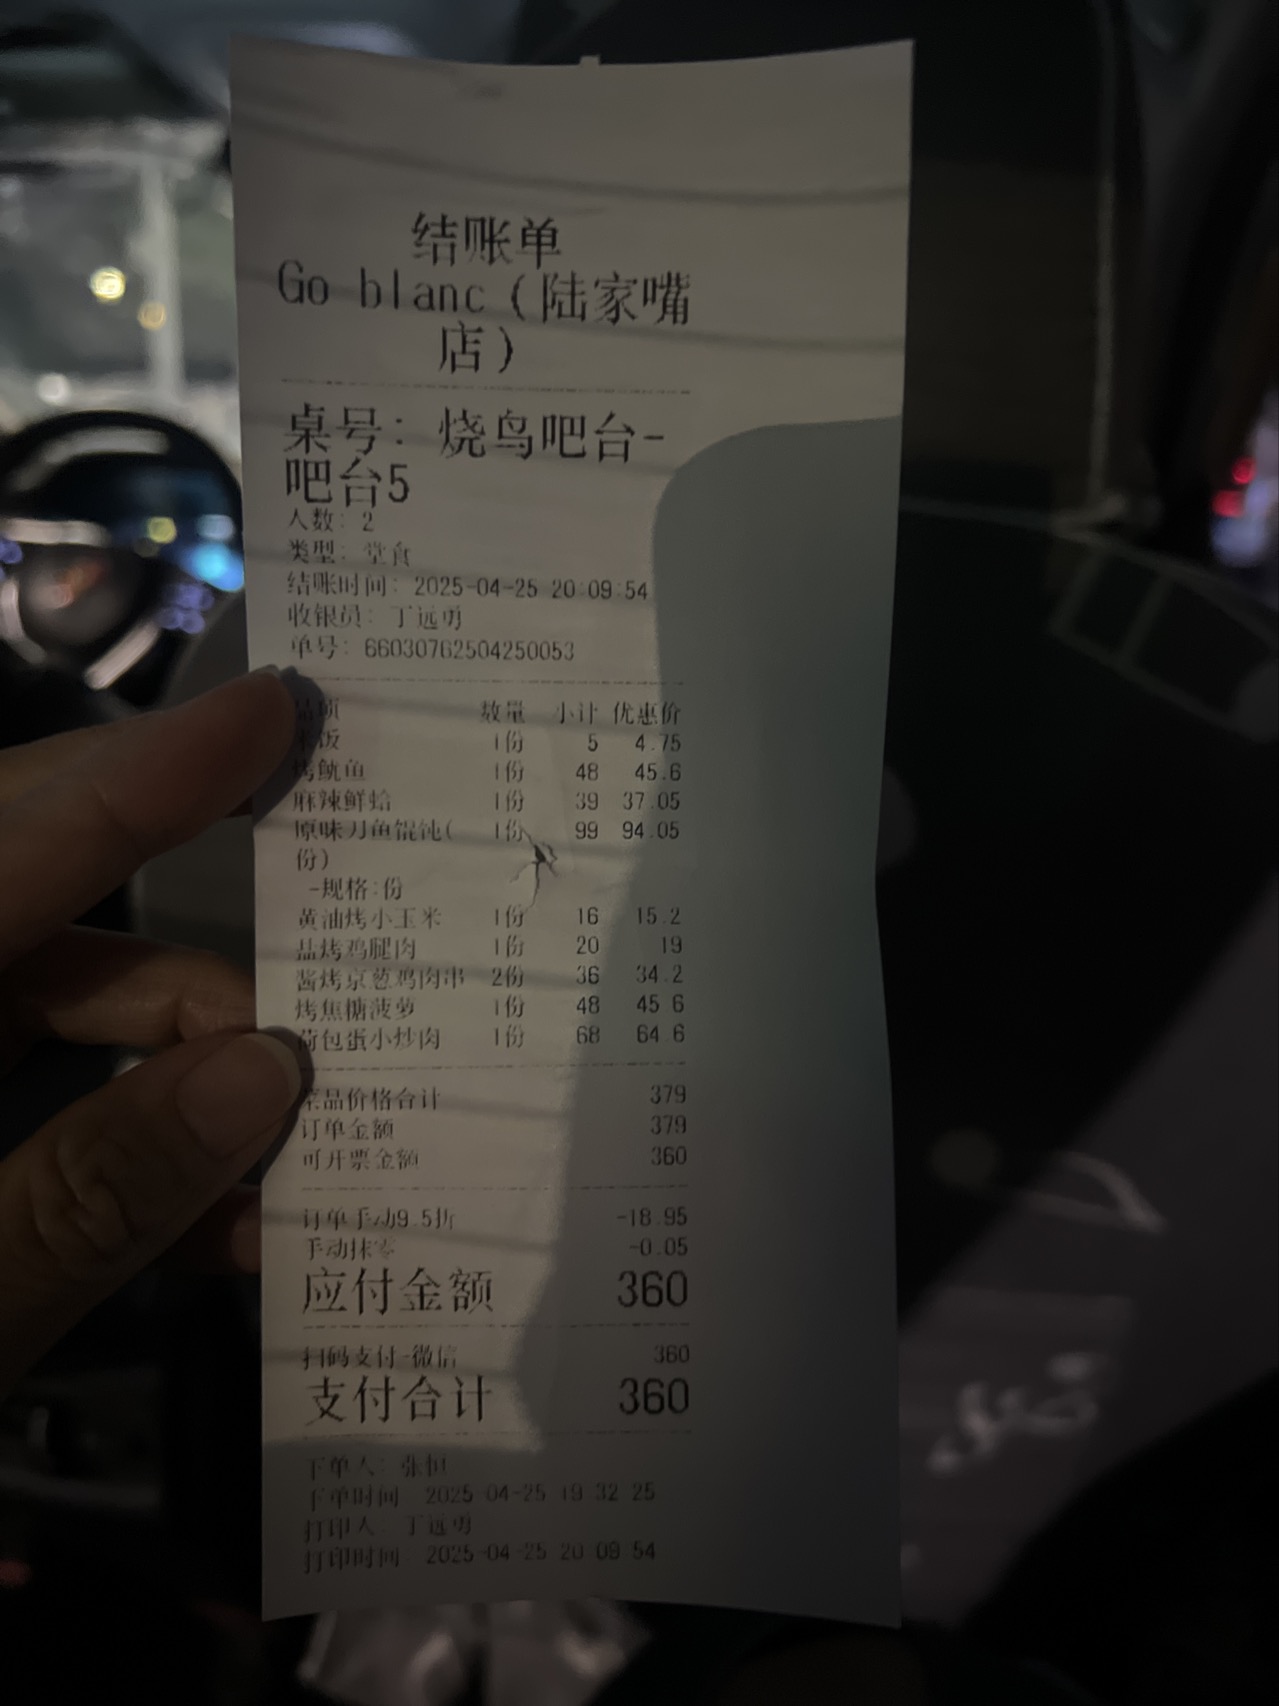 结账单
Go blanc (陆家嘴
店)
桌号: 烧鸟吧台-
吧台5
人数: 2
类型: 堂食
结账时间: 2025-04-25 20:09:54
收银员: 丁远勇
单号: 66030762504250053
品项 数量 小计 优惠价
米饭 1份 5 4.75
烤鱿鱼 1份 48 45.6
麻辣鲜蛤 1份 39 37.05
原味刀鱼馄饨( 1份 99 94.05
份)
-规格:份
黄油烤小玉米 1份 16 15.2
盐烤鸡腿肉 1份 20 19
酱烤京葱鸡肉串 2份 36 34.2
烤焦糖菠萝 1份 48 45.6
荷包蛋小炒肉 1份 68 64.6
菜品价格合计 379
订单金额 379
可开票金额 360
订单手动9.5折 -18.95
手动抹零 -0.05
应付金额 360
扫码支付-微信 360
支付合计 360
下单人: 张恒
下单时间 2025-04-25 19:32:25
打印人 丁远勇
打印时间 2025-04-25 20:09:54